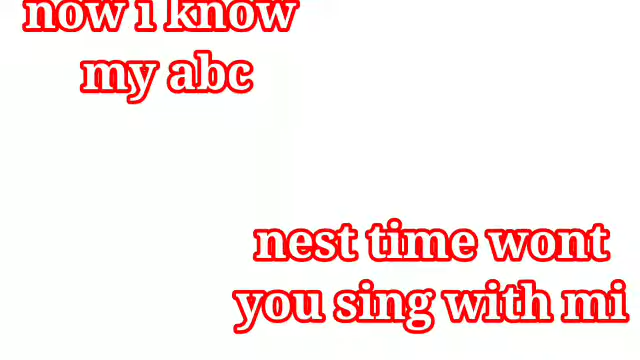 now i know
my abc
nest time wont
you sing with mi